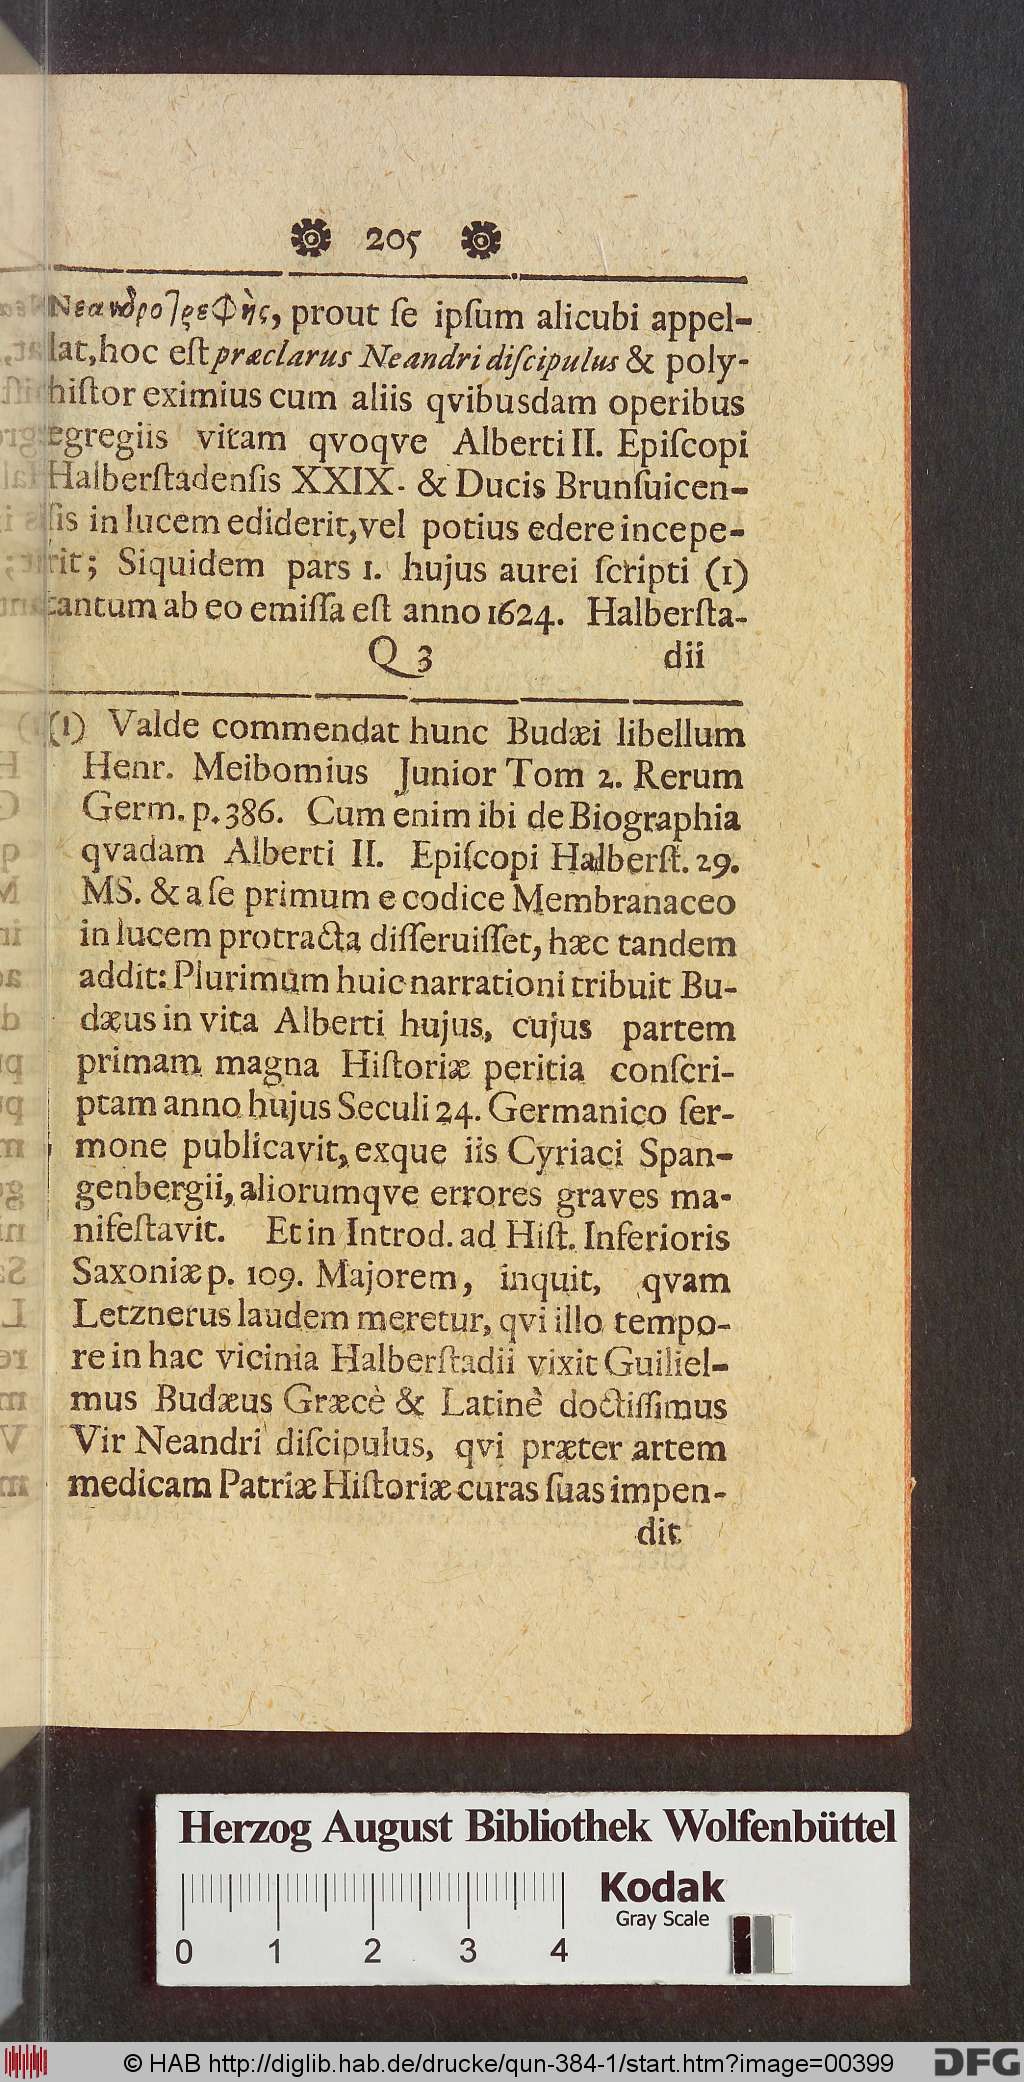 205
Νεανδροτρεφὴς, prout ſe ipſum alicubi appel-
lat, hoc eſt præclarus Neandri diſcipulus & poly-
hiſtor eximius cum aliis qvibusdam operibus
egregiis vitam qvoqve Alberti II. Epiſcopi
Halberſtadenſis XXIX. & Ducis Brunſuicen-
ſis in lucem ediderit, vel potius edere incepe-
rit; Siquidem pars 1. hujus aurei ſcripti (1)
tantum ab eo emiſſa eſt anno 1624. Halberſta-
Q 3 dii
(1) Valde commendat hunc Budæi libellum
Henr. Meibomius Junior Tom 2. Rerum
Germ. p. 386. Cum enim ibi de Biographia
qvadam Alberti II. Epiſcopi Halberſt. 29.
MS. & a ſe primum e codice Membranaceo
in lucem protracta diſſeruiſſet, hæc tandem
addit: Plurimum huic narrationi tribuit Bu-
dæus in vita Alberti hujus, cujus partem
primam magna Hiſtoriæ peritia conſcri-
ptam anno hujus Seculi 24. Germanico ſer-
mone publicavit, exque iis Cyriaci Span-
genbergii, aliorumqve errores graves ma-
nifeſtavit. Et in Introd. ad Hiſt. Inferioris
Saxoniæ p. 109. Majorem, inquit, qvam
Letznerus laudem meretur, qvi illo tempo-
re in hac vicinia Halberſtadii vixit Guiliel-
mus Budæus Græcè & Latinè doctiſſimus
Vir Neandri diſcipulus, qvi præter artem
medicam Patriæ Hiſtoriæ curas ſuas impen-
dit
Herzog August Bibliothek Wolfenbüttel
Kodak
Gray Scale
0 1 2 3 4
© HAB http://diglib.hab.de/drucke/qun-384-1/start.htm?image=00399
DFG